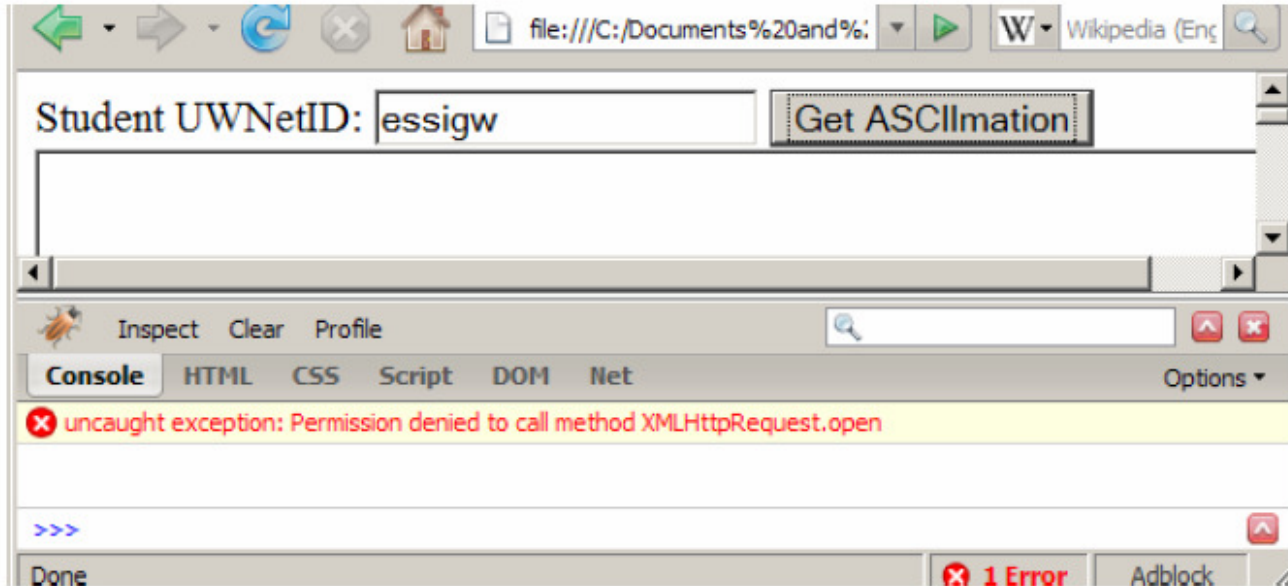 file:///C:/Documents%20and%: W Wikipedia (Eng
Student UWNetID: essigw Get ASCIImation
Inspect Clear Profile
Console HTML CSS Script DOM Net Options
uncaught exception: Permission denied to call method XMLHttpRequest.open
>>>
Done 1 Error Adblock